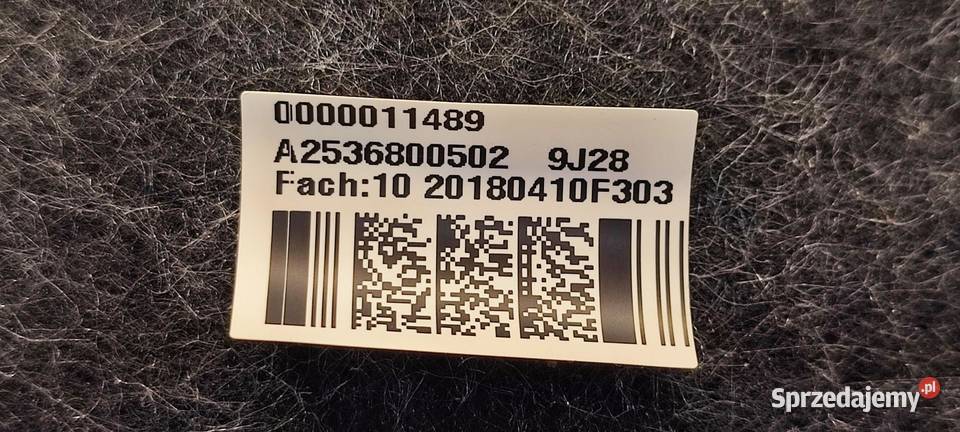 0000011489
A2536800502 9J28
Fach:10 20180410F303
Sprzedajemy.pl